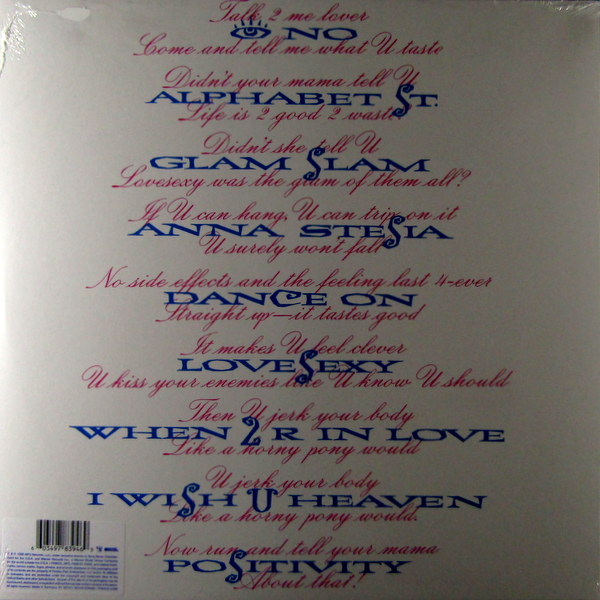 Talk 2 me lover
NO
Come and tell me what U taste
Didn't your mama tell U
ALPHABET ST.
Life is 2 good 2 waste
Didn't she tell U
GLAM SLAM
Lovesexy was the glam of them all?
If U can hang, U can trip on it
ANNA STESIA
U surely wont fall
No side effects and the feeling last 4-ever
DANCE ON
Straight up—it tastes good
It makes U feel clever
LOVESEXY
U kiss your enemies like U know U should
Then U jerk your body
WHEN 2 R IN LOVE
Like a horny pony would
U jerk your body
I WISH U HEAVEN
Like a horny pony would.
Now run and tell your mama
POSITIVITY
About that!